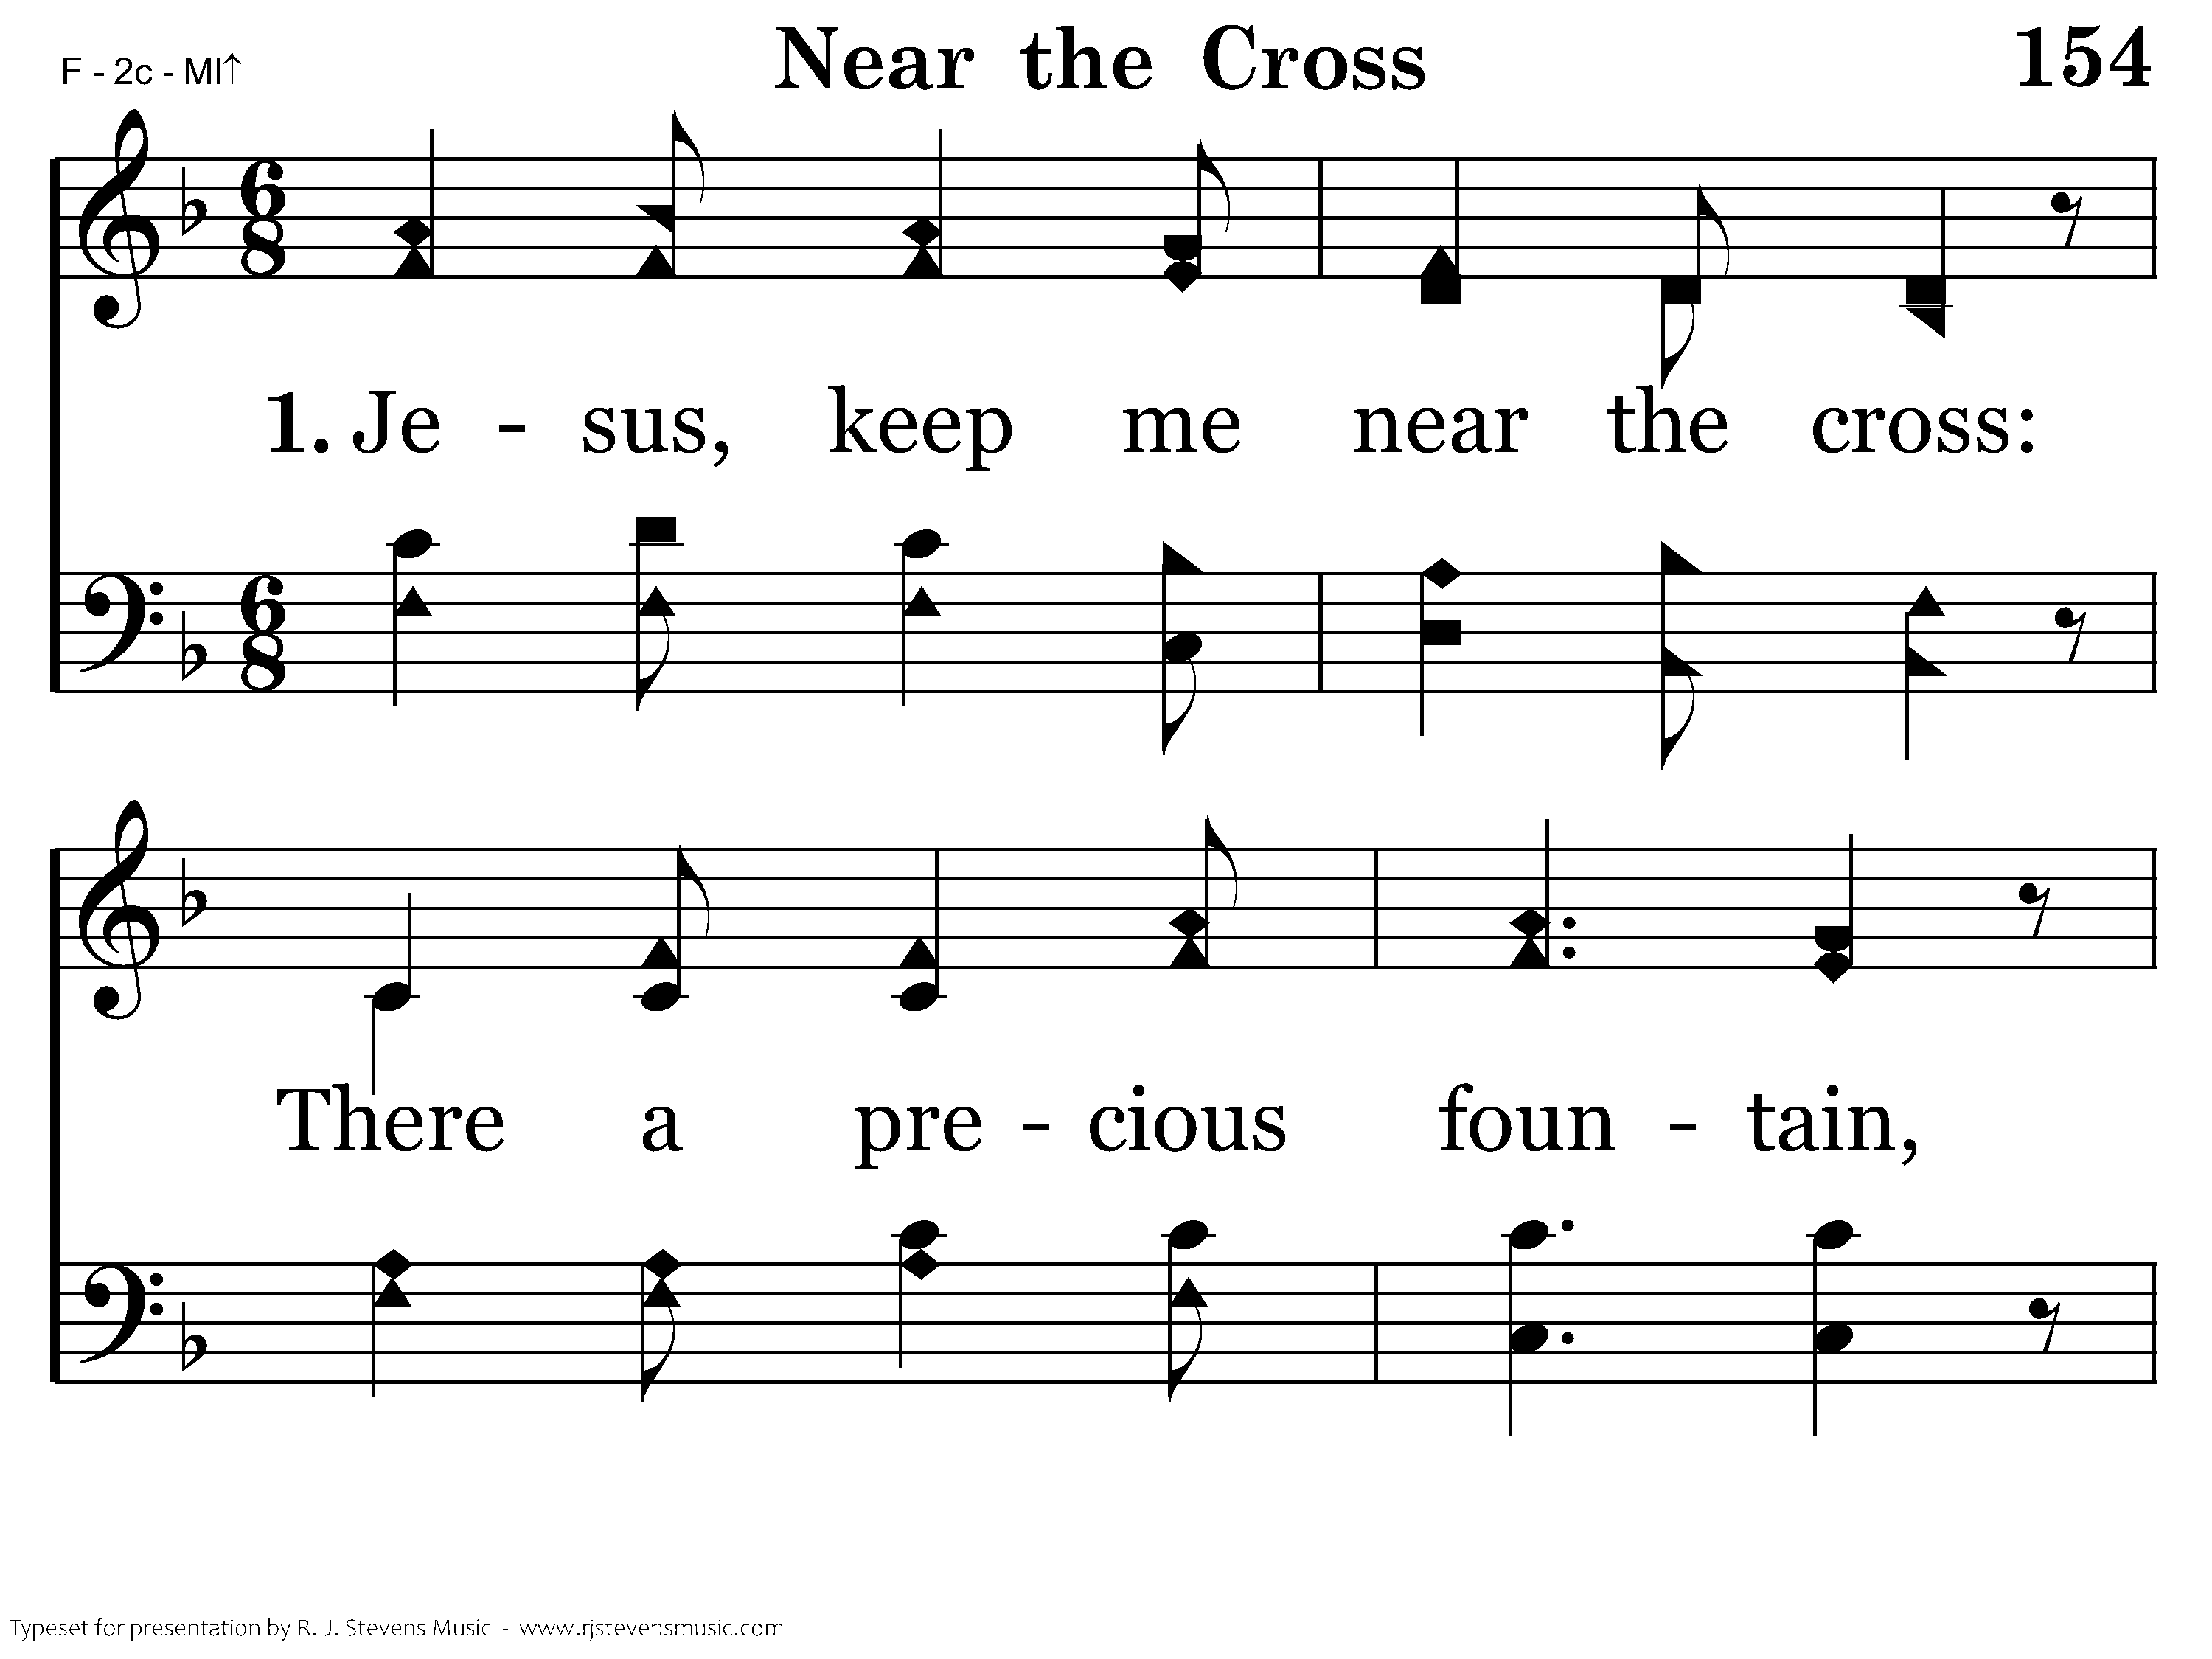 Near the Cross
154
F - 2c - MI↑
1. Je - sus, keep me near the cross:
There a pre - cious foun - tain,
Typeset for presentation by R. J. Stevens Music - www.rjstevensmusic.com